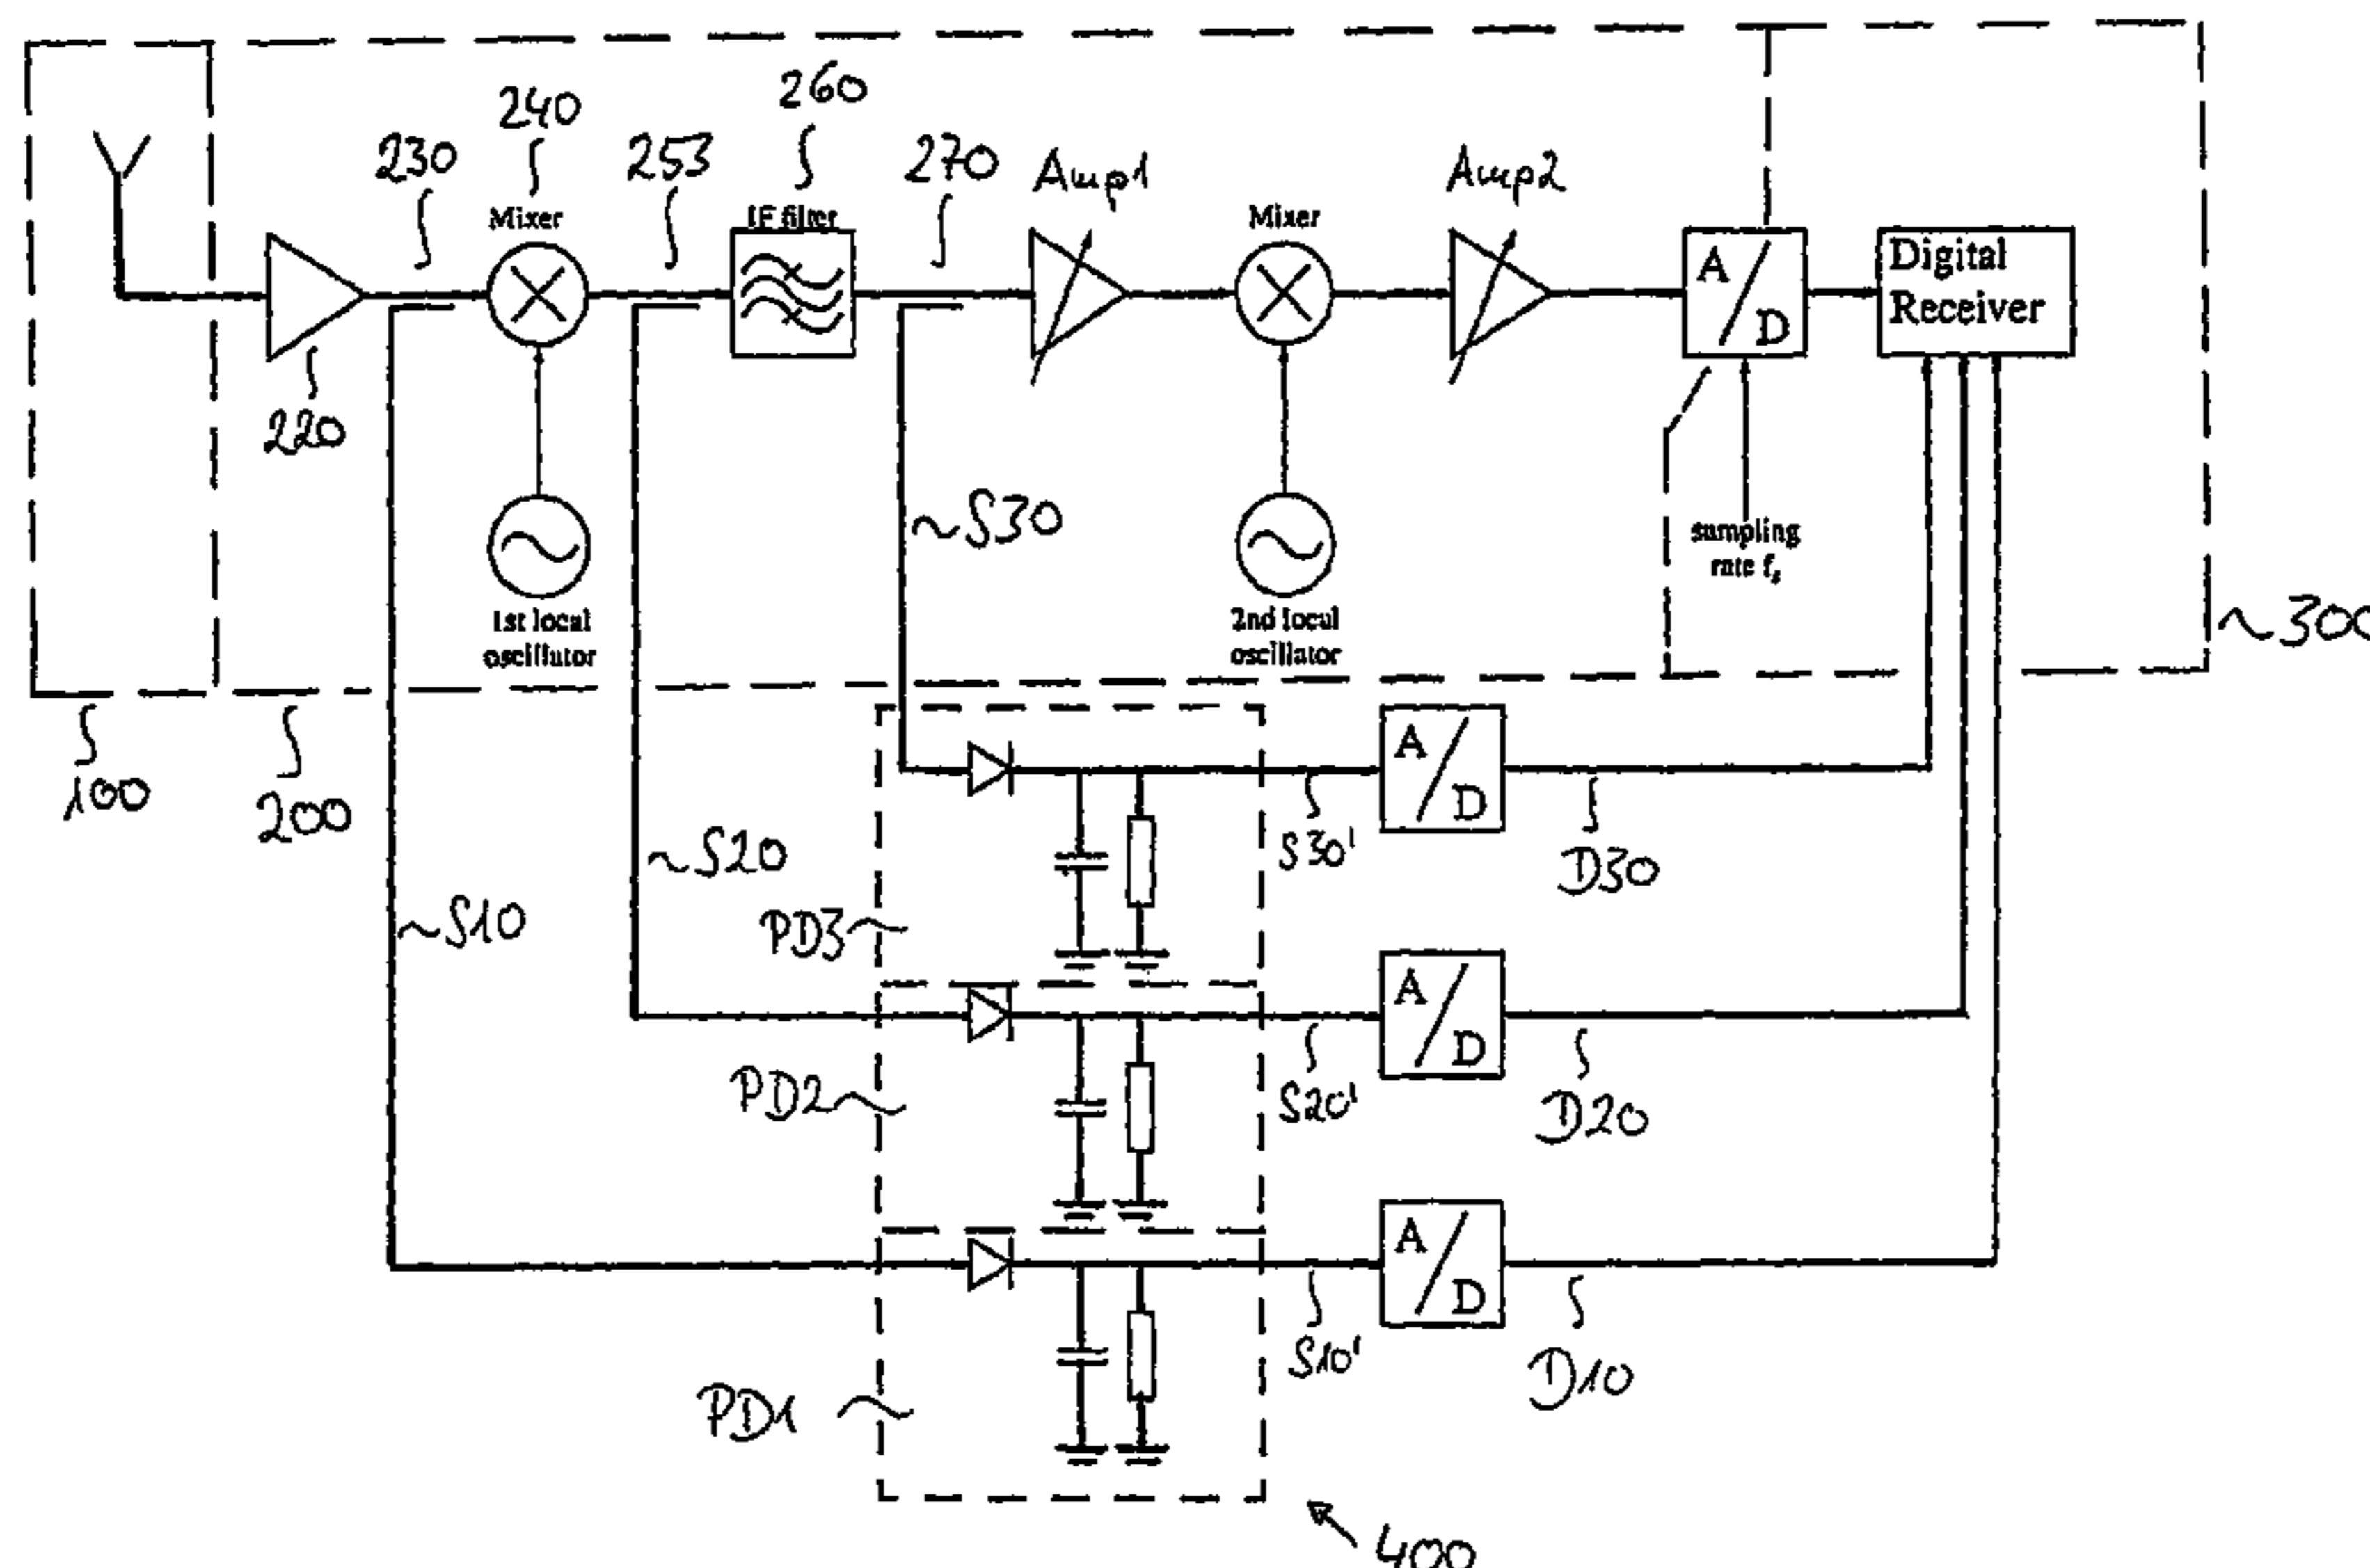 260
240
230
253
270
Amp1
Amp2
Mixer
IF filter
Mixer
A/D
Digital
Receiver
220
~S30
sampling
rate fs
1st local
oscillator
2nd local
oscillator
~300
100
200
A/D
S30'
D30
~S20
~S10
PD3
A/D
S20'
D20
PD2
A/D
S10'
D10
PD1
400